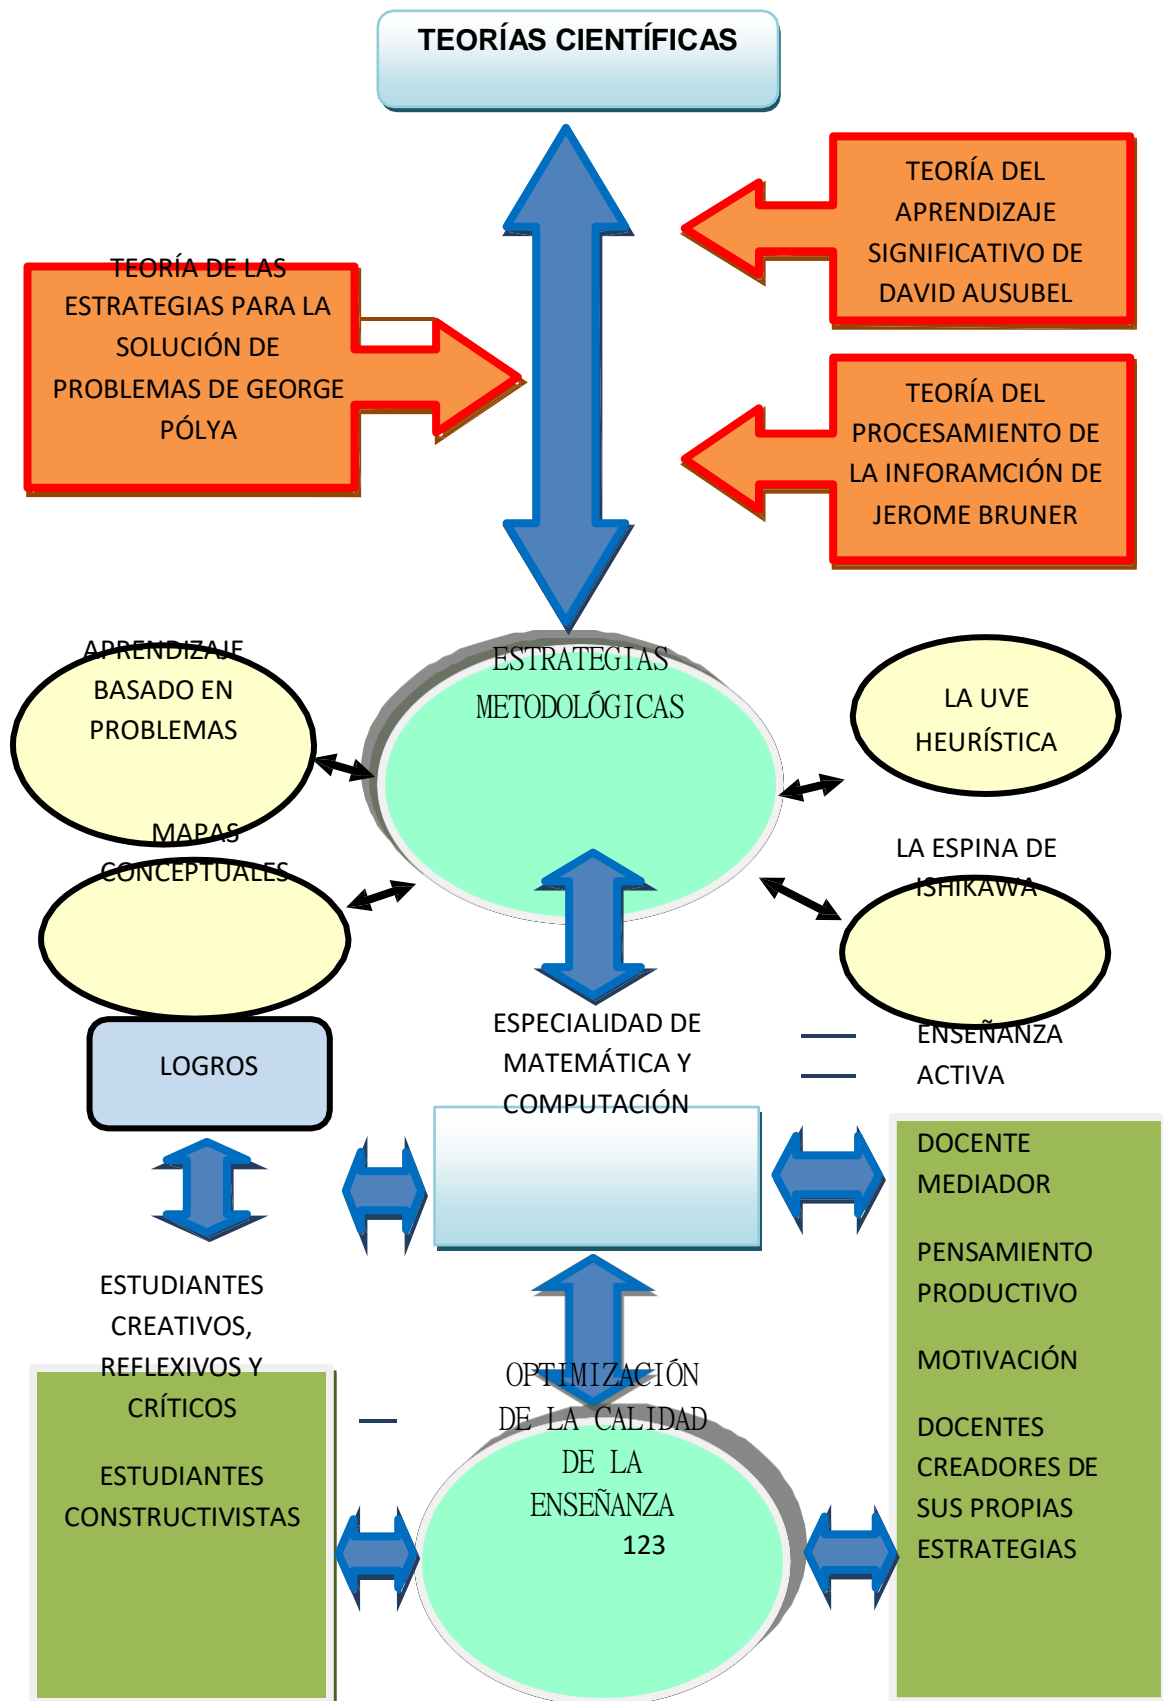 TEORÍAS CIENTÍFICAS
TEORÍA DEL
APRENDIZAJE
SIGNIFICATIVO DE
DAVID AUSUBEL
TEORÍA DE LAS
ESTRATEGIAS PARA LA
SOLUCIÓN DE
PROBLEMAS DE GEORGE
PÓLYA
TEORÍA DEL
PROCESAMIENTO DE
LA INFORAMCIÓN DE
JEROME BRUNER
ESTRATEGIAS
METODOLÓGICAS
APRENDIZAJE
BASADO EN
PROBLEMAS
LA UVE
HEURÍSTICA
MAPAS
CONCEPTUALES
LA ESPINA DE
ISHIKAWA
LOGROS
ESPECIALIDAD DE
MATEMÁTICA Y
COMPUTACIÓN
ENSEÑANZA
ACTIVA
DOCENTE
MEDIADOR
PENSAMIENTO
PRODUCTIVO
MOTIVACIÓN
DOCENTES
CREADORES DE
SUS PROPIAS
ESTRATEGIAS
ESTUDIANTES
CREATIVOS,
REFLEXIVOS Y
CRÍTICOS
ESTUDIANTES
CONSTRUCTIVISTAS
OPTIMIZACIÓN
DE LA CALIDAD
DE LA
ENSEÑANZA
123